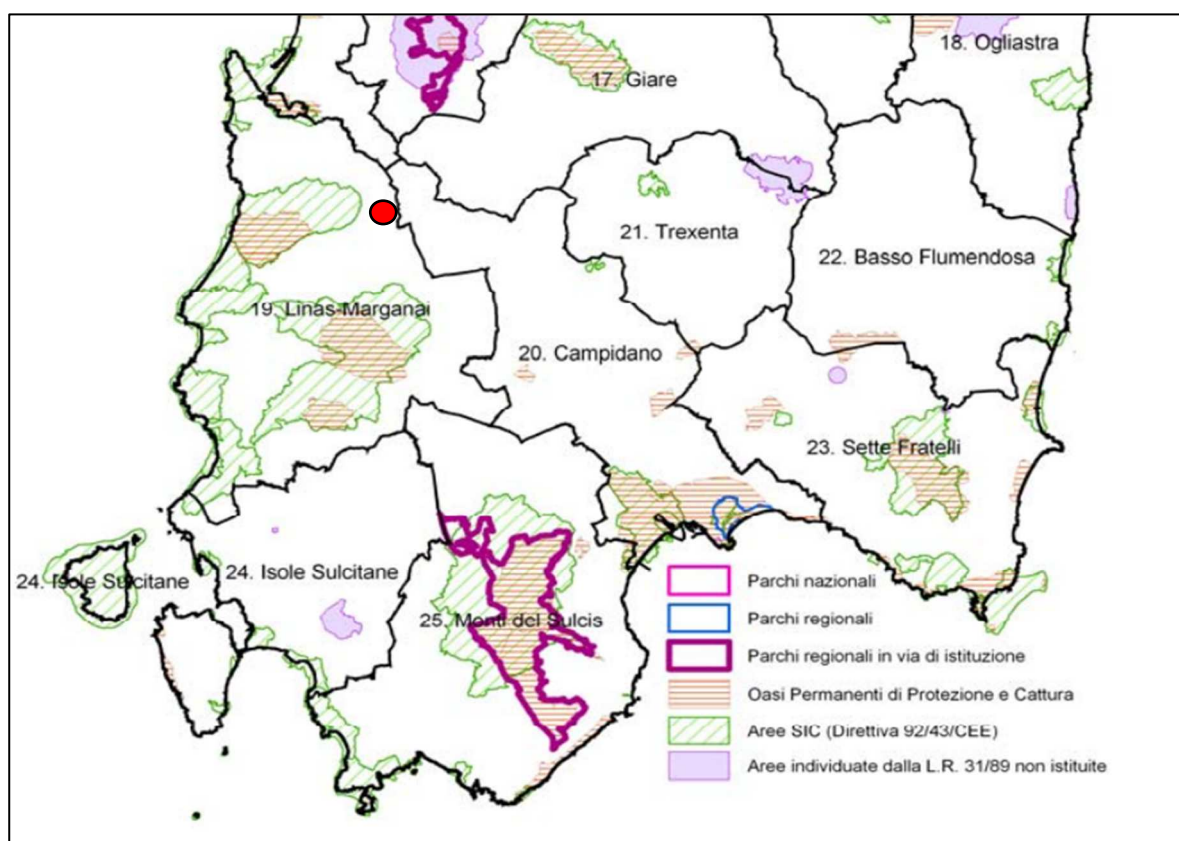 18. Ogliastra
17. Giare
21. Trexenta
22. Basso Flumendosa
19. Linas-Marganai
20. Campidano
23. Sette Fratelli
24. Isole Sulcitane
24. Isole Sulcitane
25. Monti del Sulcis
Parchi nazionali
Parchi regionali
Parchi regionali in via di istituzione
Oasi Permanenti di Protezione e Cattura
Aree SIC (Direttiva 92/43/CEE)
Aree individuate dalla L.R. 31/89 non istituite